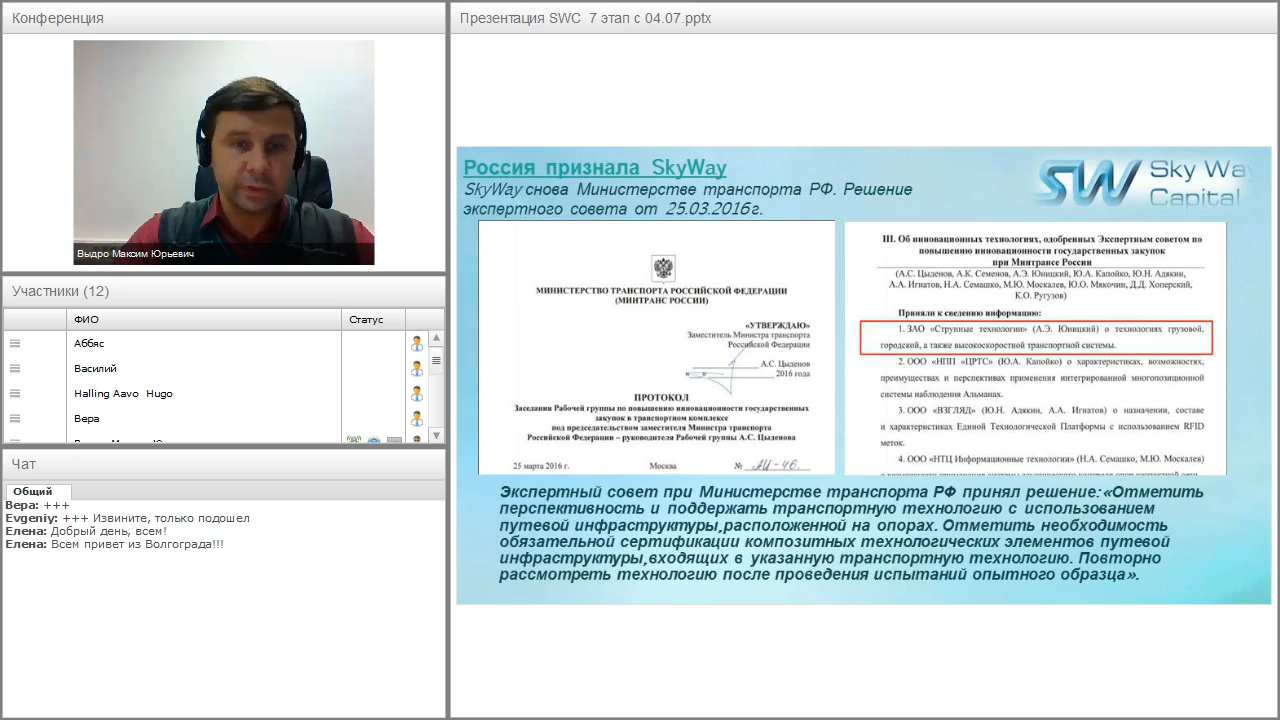 Конференция
Выдро Максим Юрьевич
Участники (12)
ФИО Статус
Аббяс
Василий
Halling Aavo Hugo
Вера
Чат
Общий
Вера: +++
Evgeniy: +++ Извините, только подошел
Елена: Добрый день, всем!
Елена: Всем привет из Волгограда!!!
Презентация SWC 7 этап с 04.07.pptx
Россия признала SkyWay
SkyWay снова Министерстве транспорта РФ. Решение
экспертного совета от 25.03.2016г.
SW Sky Way
Capital
МИНИСТЕРСТВО ТРАНСПОРТА РОССИЙСКОЙ ФЕДЕРАЦИИ
(МИНТРАНС РОССИИ)
«УТВЕРЖДАЮ»
Заместитель Министра транспорта
Российской Федерации
А.С. Цыденов
2016 года
ПРОТОКОЛ
Заседания Рабочей группы по повышению инновационности государственных
закупок в транспортном комплексе
под председательством заместителя Министра транспорта
Российской Федерации – руководителя Рабочей группы А.С. Цыденова
25 марта 2016 г. Москва № АЦ-46
III. Об инновационных технологиях, одобренных Экспертным советом по
повышению инновационности государственных закупок
при Минтрансе России
(А.С. Цыденов, А.К. Семенов, А.Э. Юницкий, Ю.А. Капойко, Ю.Н. Адякин,
А.А. Игнатов, Н.А. Семашко, М.Ю. Москалев, Ю.О. Мякочин, Д.Д. Хоперский,
К.О. Ругузов)
Приняли к сведению информацию:
1. ЗАО «Струнные технологии» (А.Э. Юницкий) о технологиях грузовой,
городской, а также высокоскоростной транспортной системы.
2. ООО «НПП «ЦРТС» (Ю.А. Капойко) о характеристиках, возможностях,
преимуществах и перспективах применения интегрированной многопозиционной
системы наблюдения Альманах.
3. ООО «ВЗГЛЯД» (Ю.Н. Адякин, А.А. Игнатов) о назначении, составе
и характеристиках Единой Технологической Платформы с использованием RFID
меток.
4. ООО «НТЦ Информационные технологии» (Н.А. Семашко, М.Ю. Москалев)
Экспертный совет при Министерстве транспорта РФ принял решение:«Отметить
перспективность и поддержать транспортную технологию с использованием
путевой инфраструктуры,расположенной на опорах. Отметить необходимость
обязательной сертификации композитных технологических элементов путевой
инфраструктуры,входящих в указанную транспортную технологию. Повторно
рассмотреть технологию после проведения испытаний опытного образца».